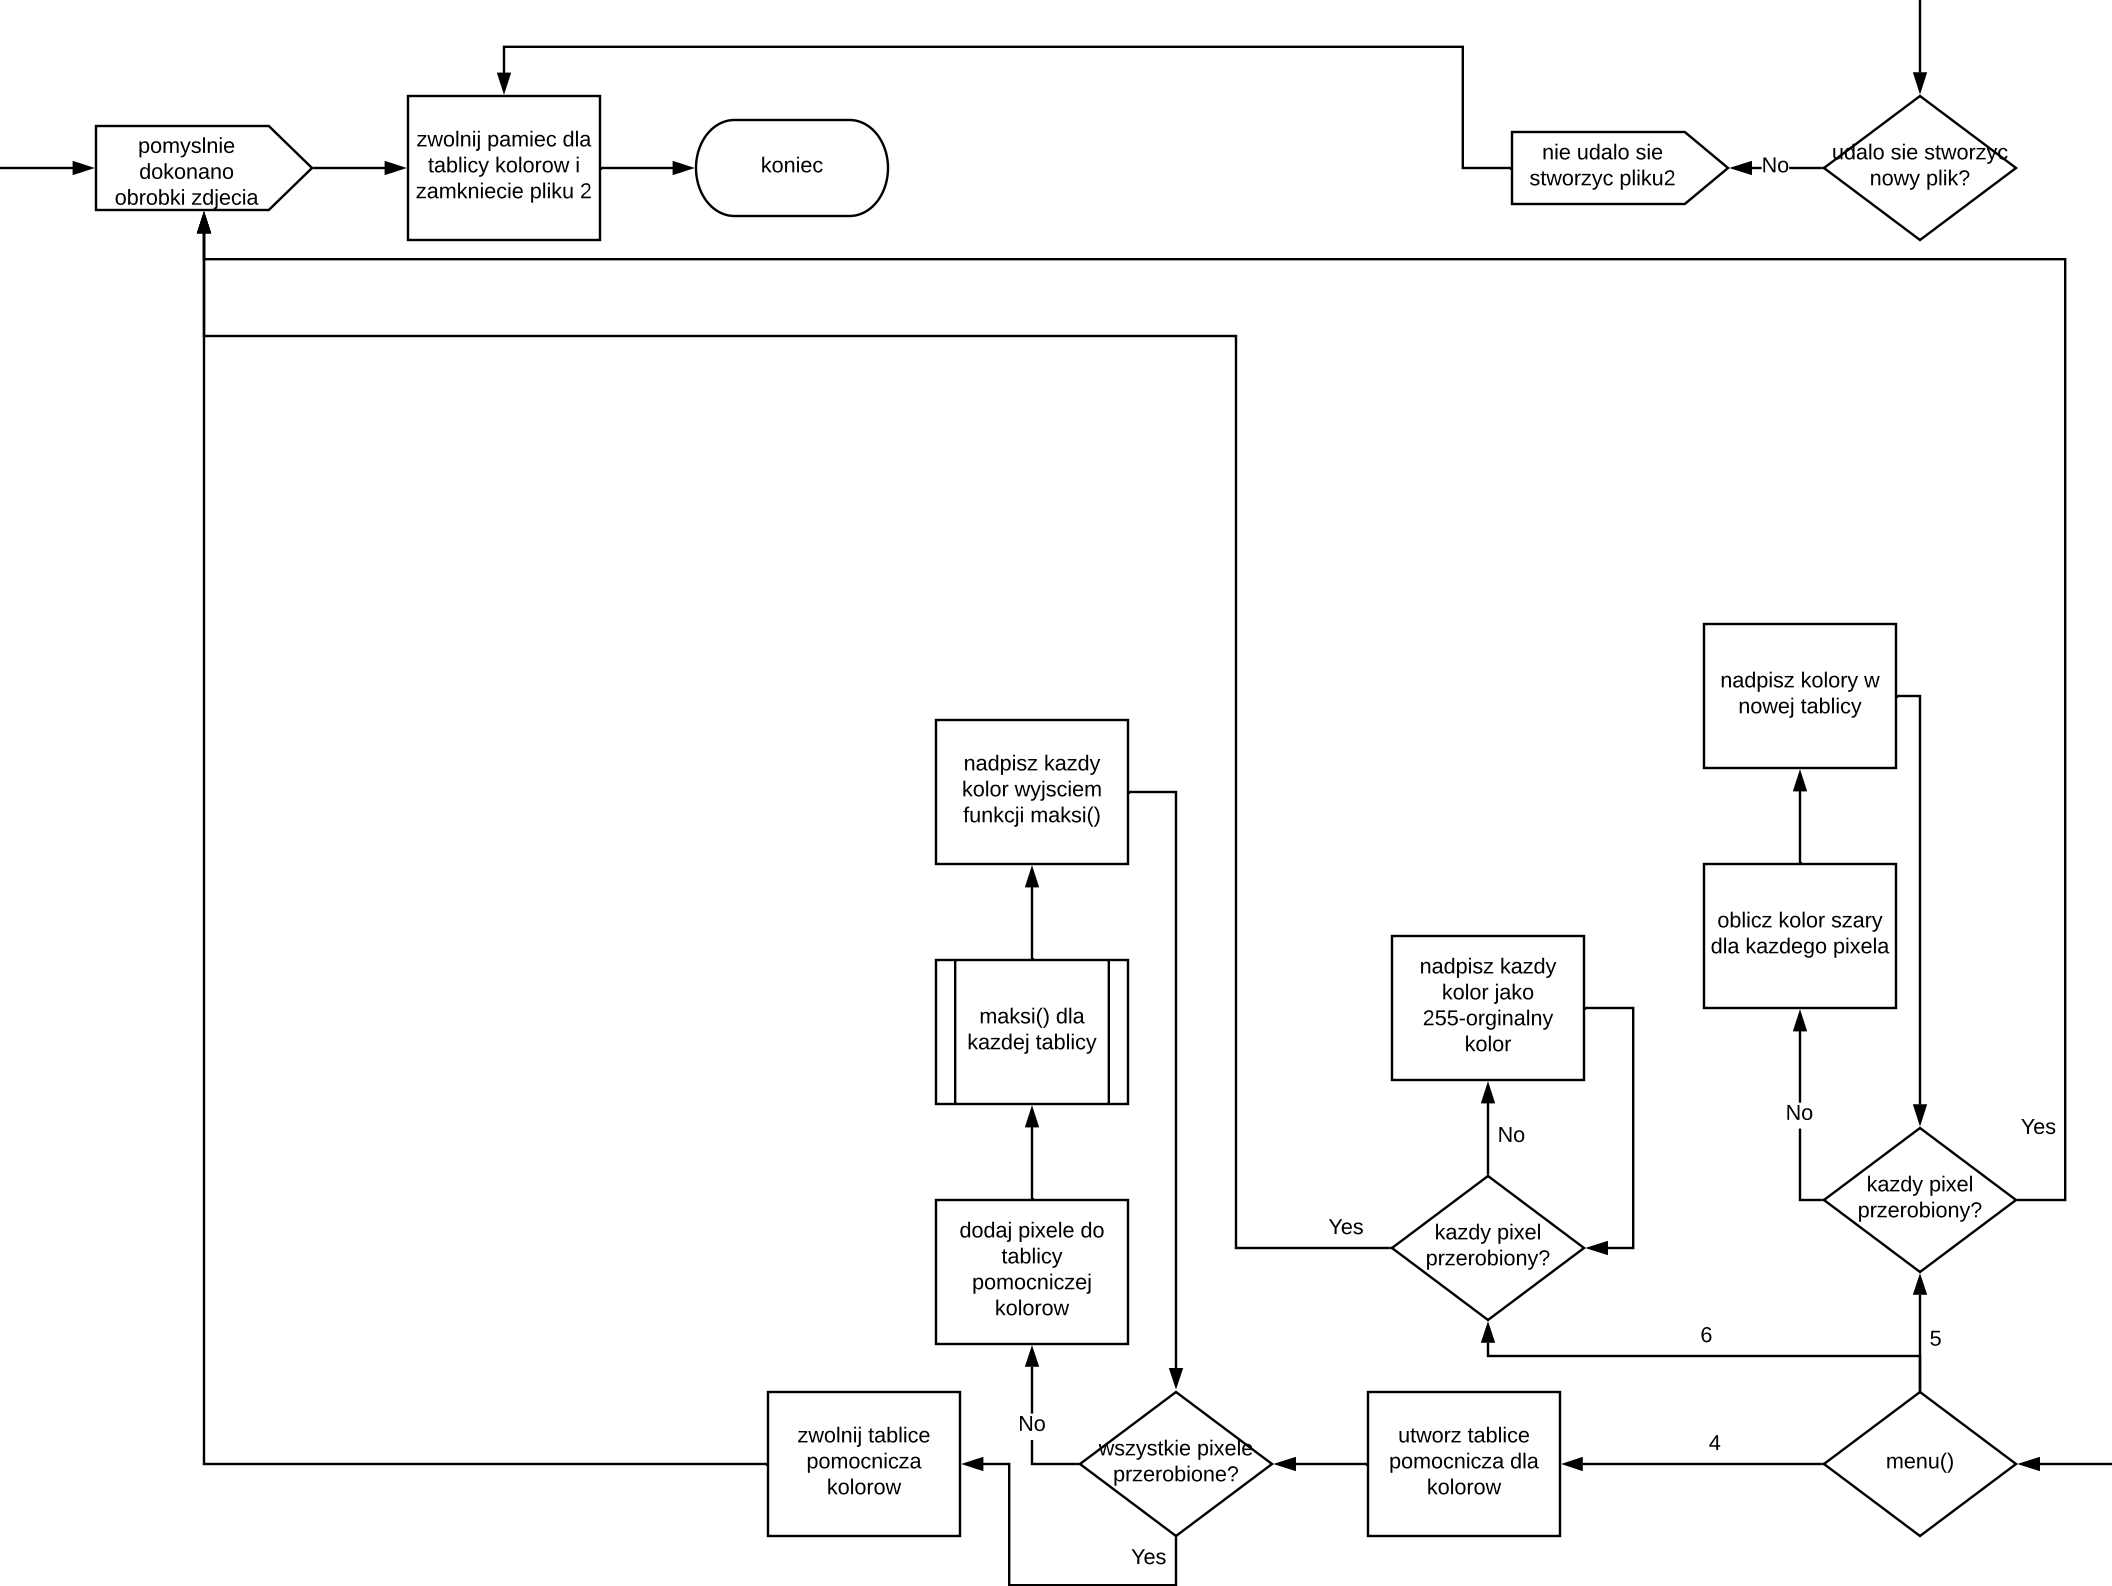 pomyslnie
dokonano
obrobki zdjecia
zwolnij pamiec dla
tablicy kolorow i
zamkniecie pliku 2
koniec
nie udalo sie
stworzyc pliku2
No
udalo sie stworzyc
nowy plik?
nadpisz kolory w
nowej tablicy
nadpisz kazdy
kolor wyjsciem
funkcji maksi()
oblicz kolor szary
dla kazdego pixela
nadpisz kazdy
kolor jako
255-orginalny
kolor
maksi() dla
kazdej tablicy
No
No
Yes
kazdy pixel
przerobiony?
dodaj pixele do
tablicy
pomocniczej
kolorow
Yes
kazdy pixel
przerobiony?
6
5
No
zwolnij tablice
pomocnicza
kolorow
wszystkie pixele
przerobione?
utworz tablice
pomocnicza dla
kolorow
4
menu()
Yes